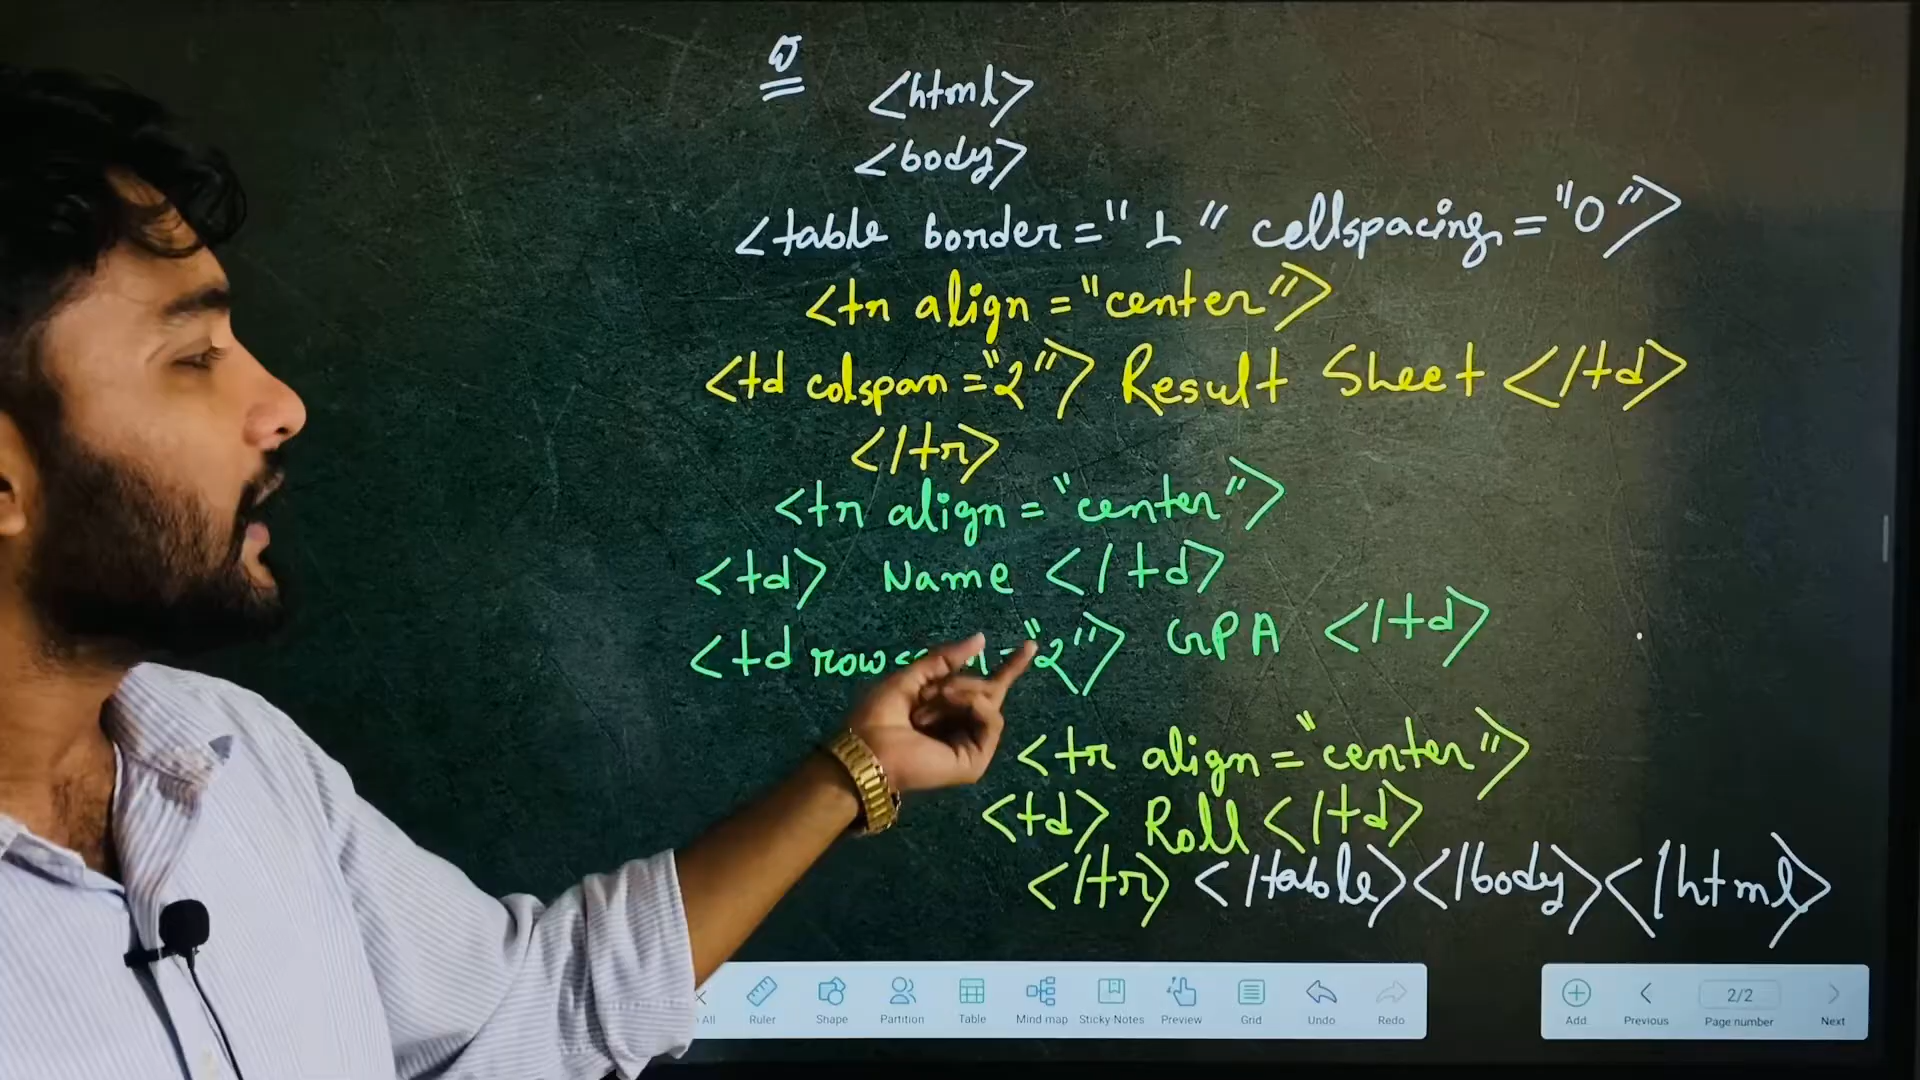 উ
<html>
<body>
<table border="1" cellspacing="0">
<tr align="center">
<td colspan="2"> Result Sheet </td>
</tr>
<tr align="center">
<td> Name </td>
<td "2"> GPA </td>
<tr align="center">
<td> Roll </td>
</tr> </table></body></html>
All Ruler Shape Partition Table Mind map Sticky Notes Preview Grid Undo Redo
Add Previous 2/2 Page number Next